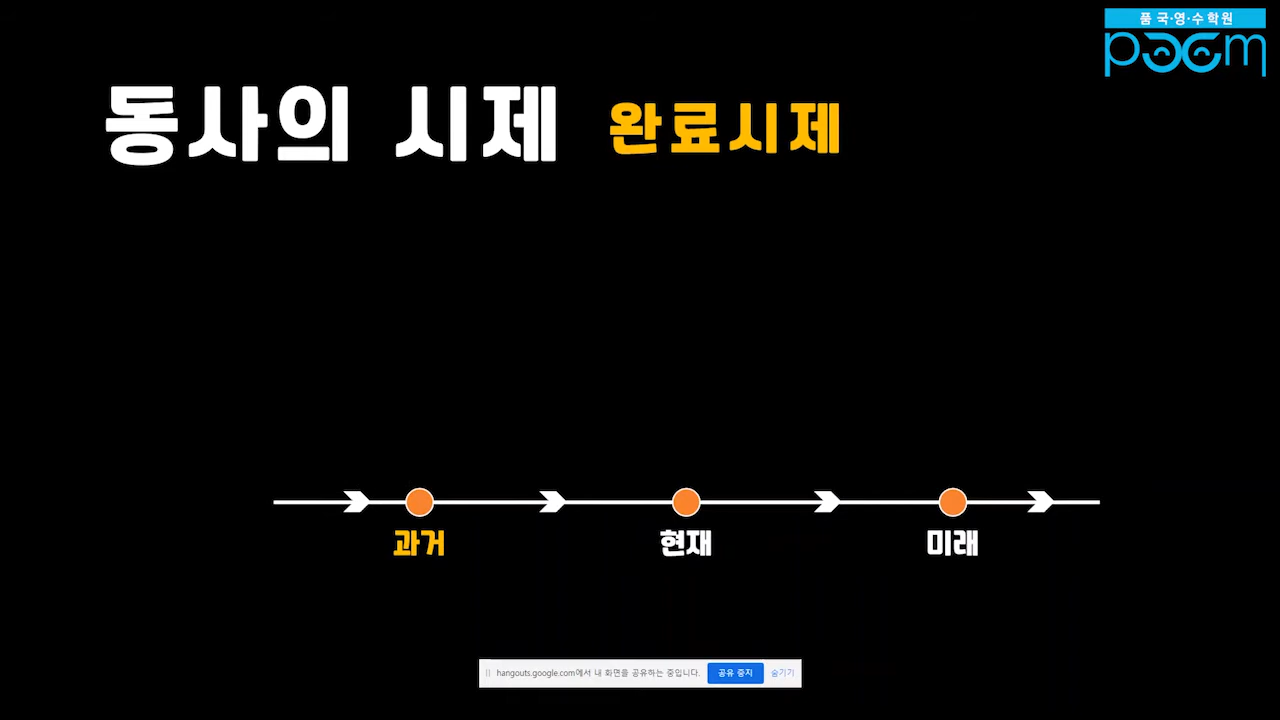 품 국·영·수 학원
poem
동사의 시제 완료시제
과거 현재 미래
hangouts.google.com에서 내 화면을 공유하는 중입니다. 공유 중지 숨기기